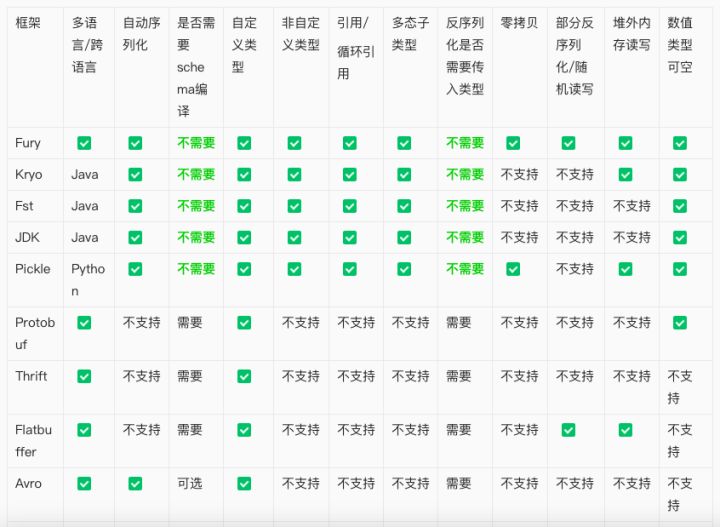 框架
多语
言/跨
语言
自动序
列化
是否需
要
sche
ma编
译
自定
义类
型
非自定
义类型
引用/
循环引
用
多态子
类型
反序列
化是否
需要传
入类型
零拷贝
部分反
序列
化/随
机读写
堆外内
存读写
数值
类型
可空
Fury
不需要
不需要
Kryo
Java
不需要
不需要
不支持
不支持
Fst
Java
不需要
不需要
不支持
不支持
不支持
JDK
Java
不需要
不需要
不支持
不支持
不支持
Pickle
Pytho
n
不需要
不需要
不支持
Protob
uf
不支持
需要
不支持
不支持
不支持
需要
不支持
不支持
不支持
Thrift
不支持
需要
不支持
不支持
不支持
需要
不支持
不支持
不支持
不支
持
Flatbu
ffer
不支持
需要
不支持
不支持
不支持
需要
不支持
不支
持
Avro
可选
不支持
不支持
不支持
需要
不支持
不支持
不支持
不支
持